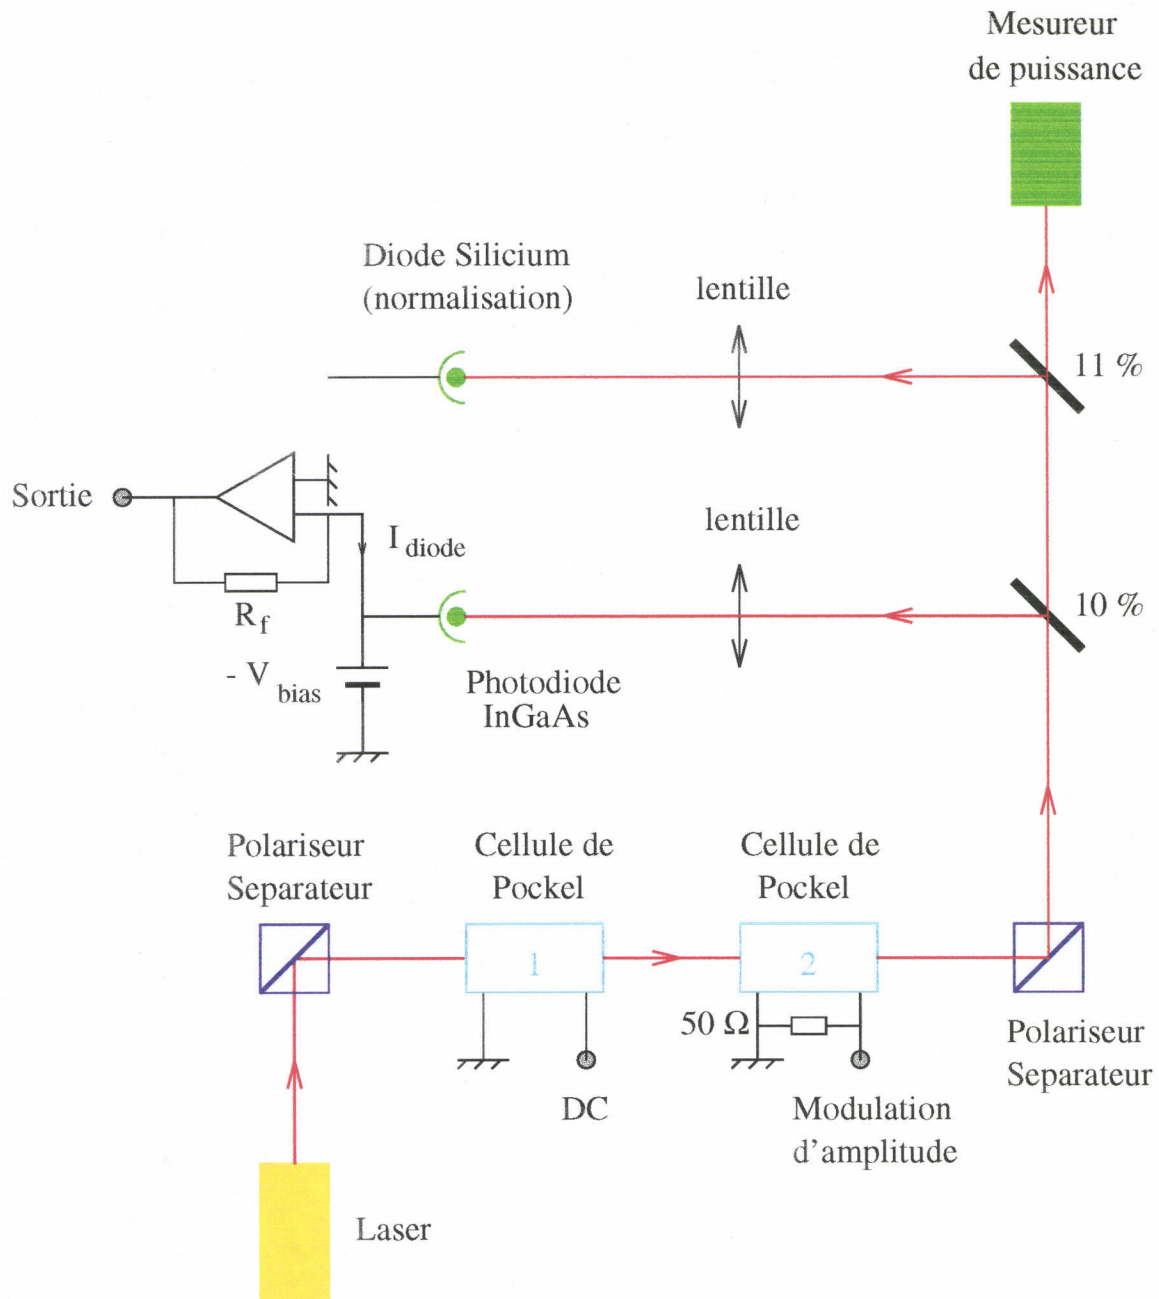 Mesureur
de puissance
Diode Silicium
(normalisation)
lentille
11 %
Sortie
I diode
lentille
R f
10 %
- V bias
Photodiode
InGaAs
Polariseur
Separateur
Cellule de
Pockel
Cellule de
Pockel
1
2
50 Ω
DC
Modulation
d'amplitude
Polariseur
Separateur
Laser